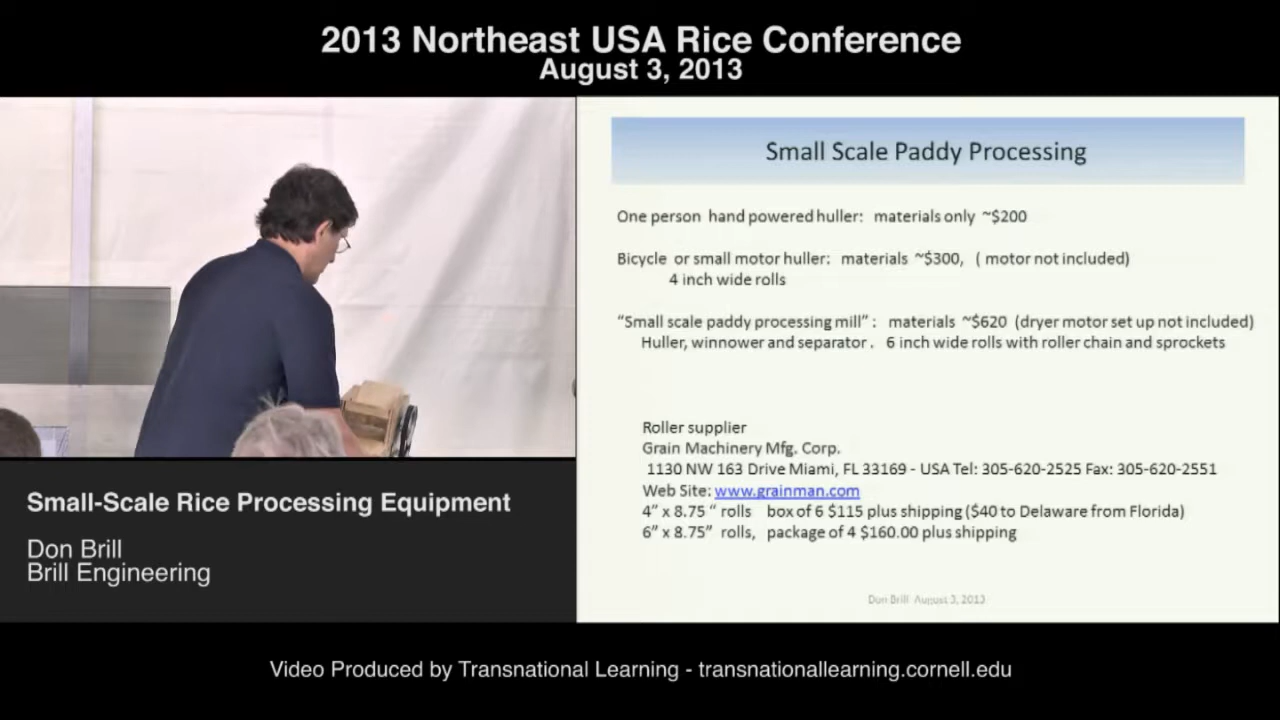 2013 Northeast USA Rice Conference
August 3, 2013
Small Scale Paddy Processing
One person hand powered huller: materials only ~$200
Bicycle or small motor huller: materials ~$300, ( motor not included)
4 inch wide rolls
“Small scale paddy processing mill” : materials ~$620 (dryer motor set up not included)
Huller, winnower and separator . 6 inch wide rolls with roller chain and sprockets
Roller supplier
Grain Machinery Mfg. Corp.
1130 NW 163 Drive Miami, FL 33169 - USA Tel: 305-620-2525 Fax: 305-620-2551
Web Site: www.grainman.com
4” x 8.75 “ rolls box of 6 $115 plus shipping ($40 to Delaware from Florida)
6” x 8.75” rolls, package of 4 $160.00 plus shipping
Don Brill August 3, 2013
Small-Scale Rice Processing Equipment
Don Brill
Brill Engineering
Video Produced by Transnational Learning - transnationallearning.cornell.edu